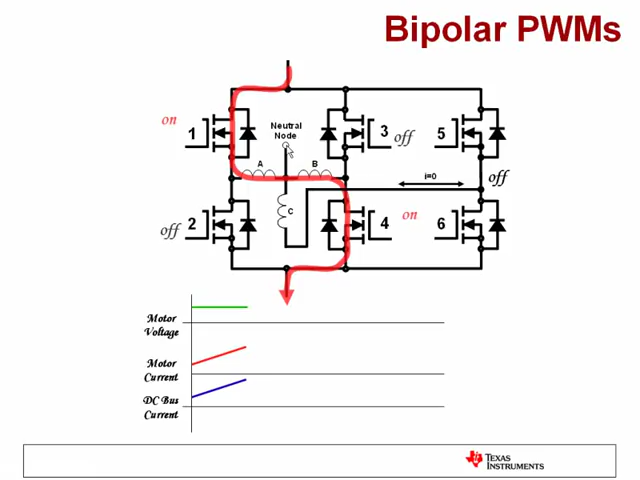 Bipolar PWMs
on
1
Neutral
Node
3
off
5
A
B
i=0
off
C
off
2
4
on
6
Motor
Voltage
Motor
Current
DC Bus
Current
TEXAS
INSTRUMENTS